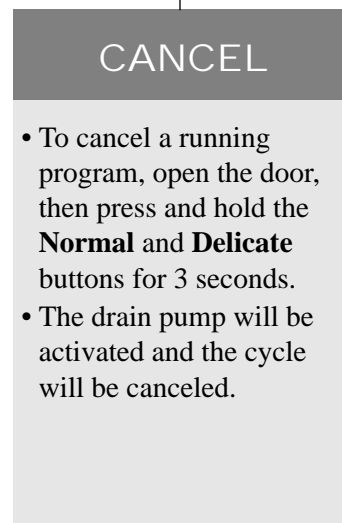 CANCEL
• To cancel a running
program, open the door,
then press and hold the
Normal and Delicate
buttons for 3 seconds.
• The drain pump will be
activated and the cycle
will be canceled.